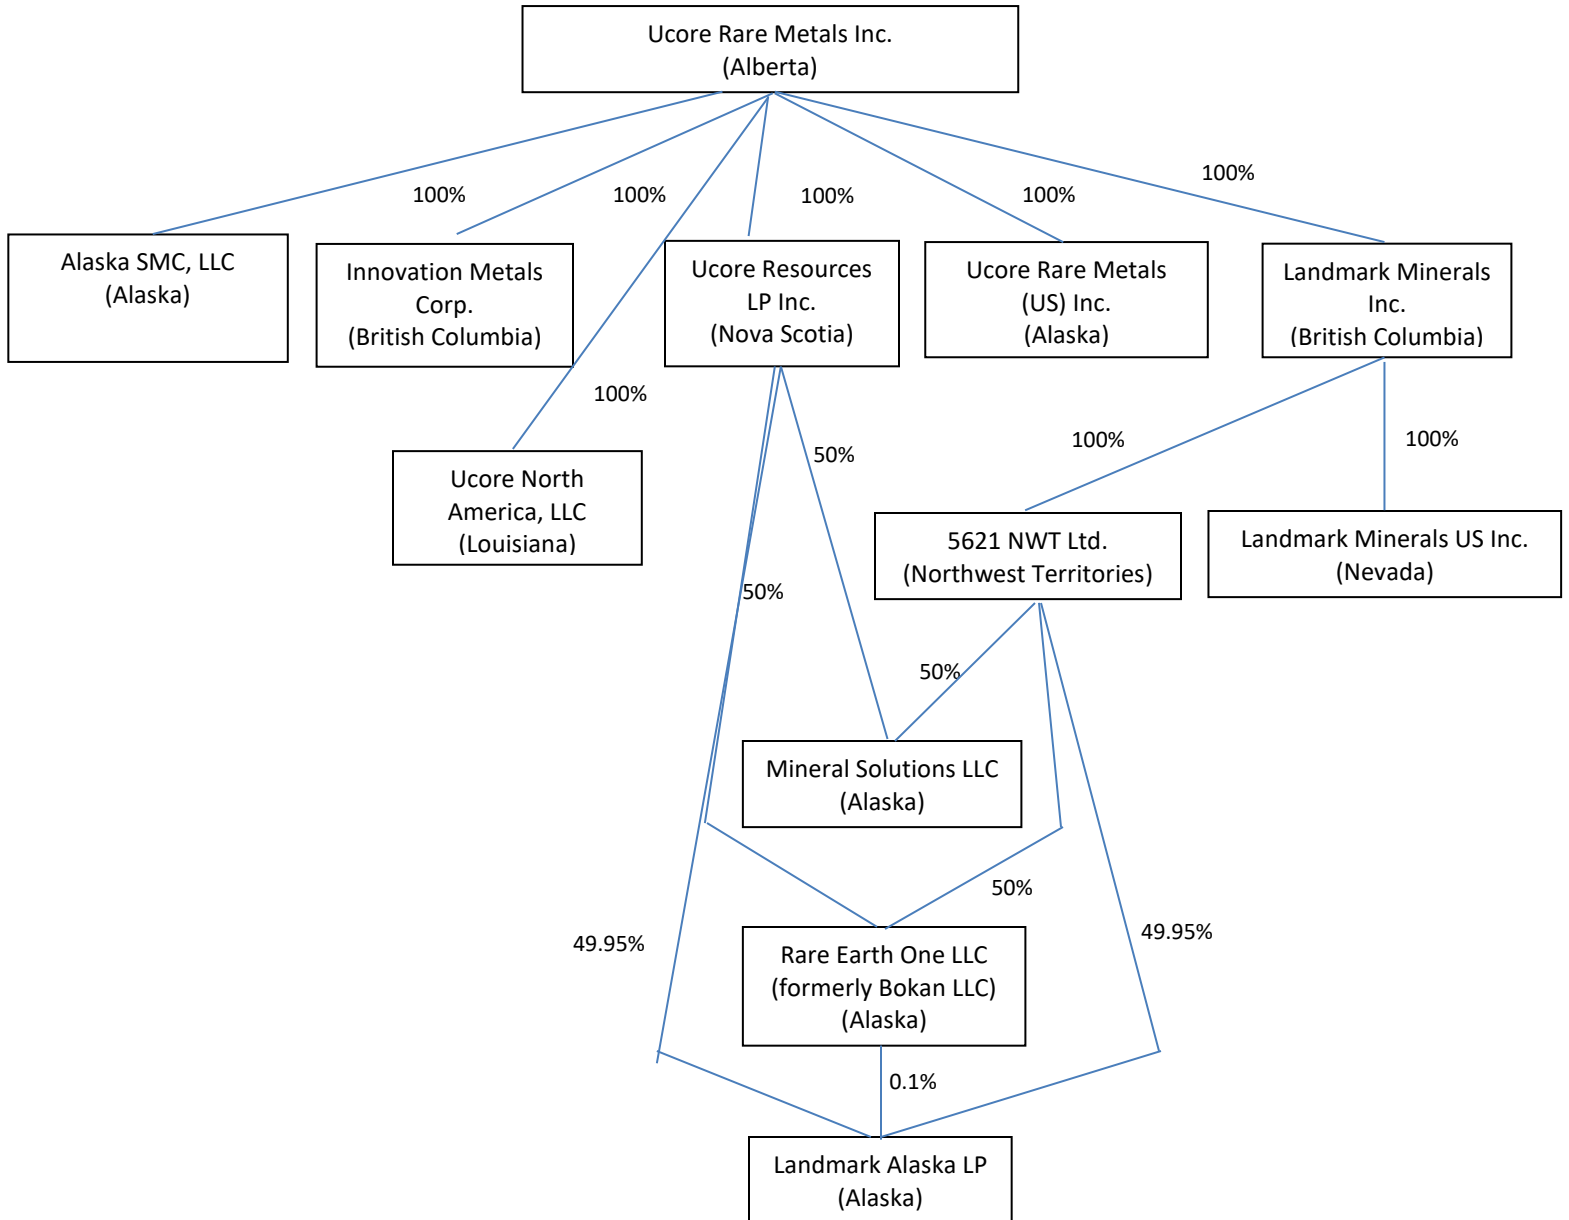 Ucore Rare Metals Inc.
(Alberta)
100%
100%
100%
100%
100%
Alaska SMC, LLC
(Alaska)
Innovation Metals
Corp.
(British Columbia)
Ucore Resources
LP Inc.
(Nova Scotia)
Ucore Rare Metals
(US) Inc.
(Alaska)
Landmark Minerals
Inc.
(British Columbia)
100%
Ucore North
America, LLC
(Louisiana)
50%
100%
100%
5621 NWT Ltd.
(Northwest Territories)
Landmark Minerals US Inc.
(Nevada)
50%
50%
Mineral Solutions LLC
(Alaska)
50%
49.95%
49.95%
Rare Earth One LLC
(formerly Bokan LLC)
(Alaska)
0.1%
Landmark Alaska LP
(Alaska)